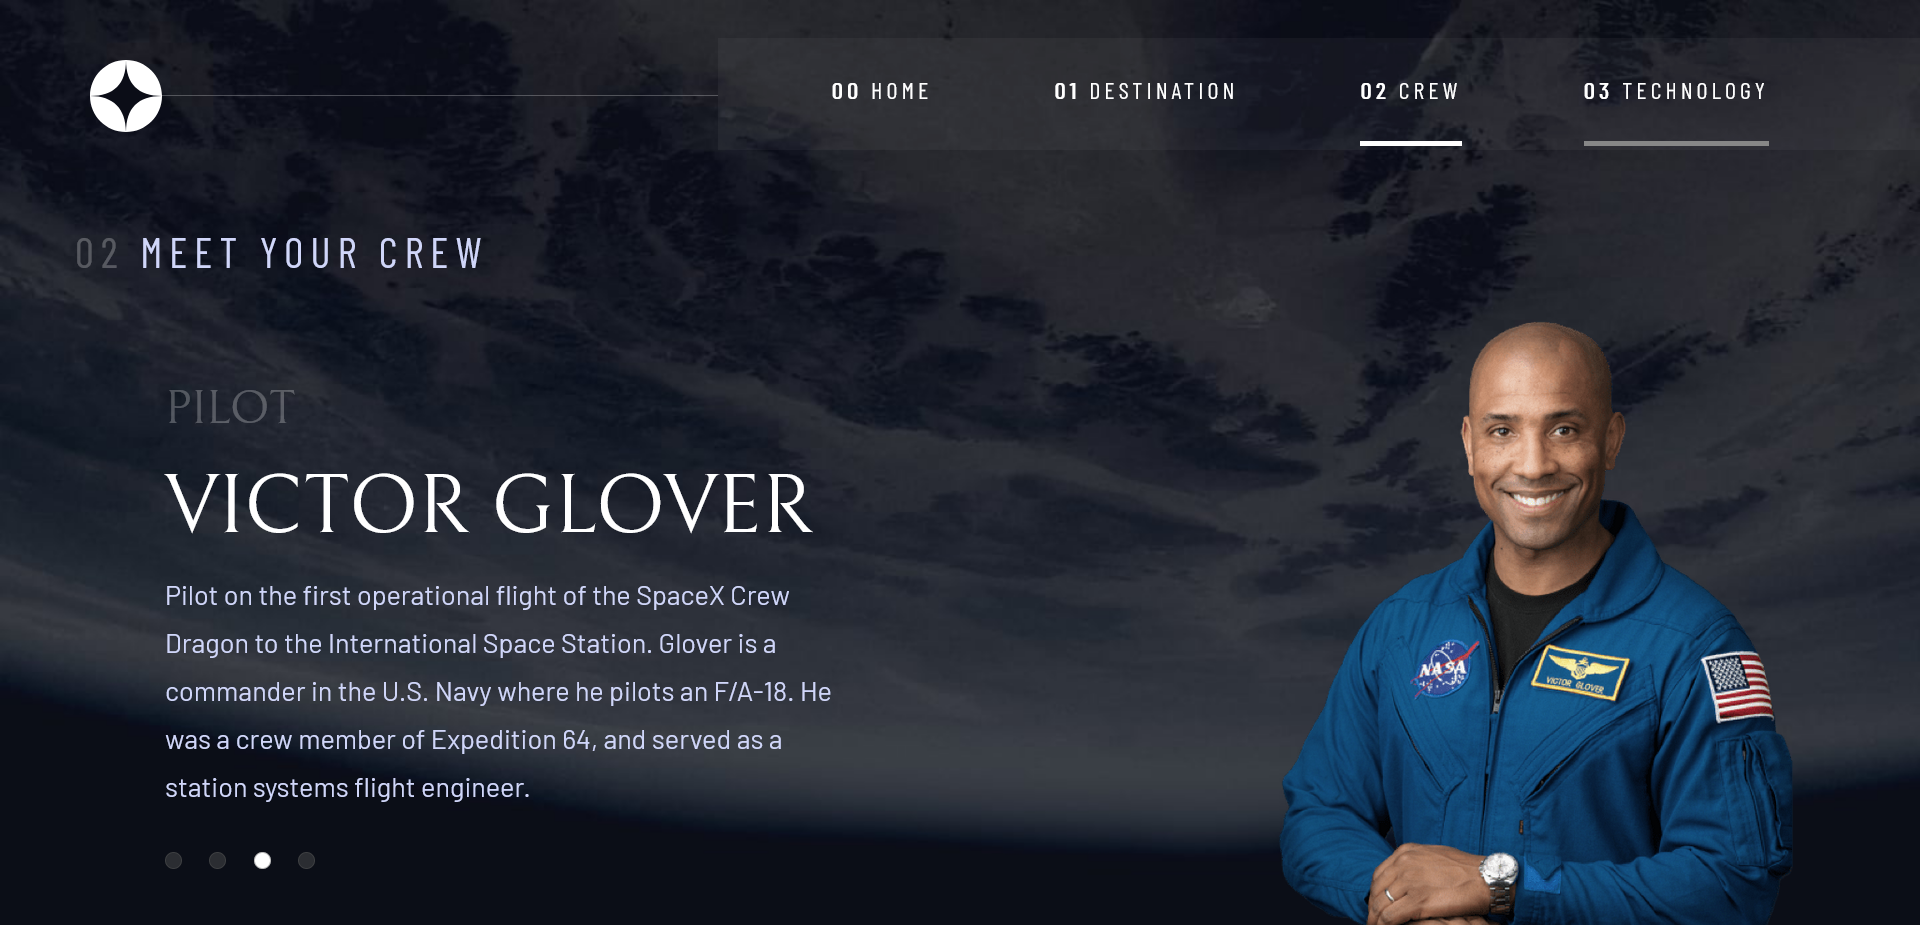 00 HOME
01 DESTINATION
02 CREW
03 TECHNOLOGY
02 MEET YOUR CREW
PILOT
VICTOR GLOVER
Pilot on the first operational flight of the SpaceX Crew
Dragon to the International Space Station. Glover is a
commander in the U.S. Navy where he pilots an F/A-18. He
was a crew member of Expedition 64, and served as a
station systems flight engineer.
NASA
VICTOR GLOVER